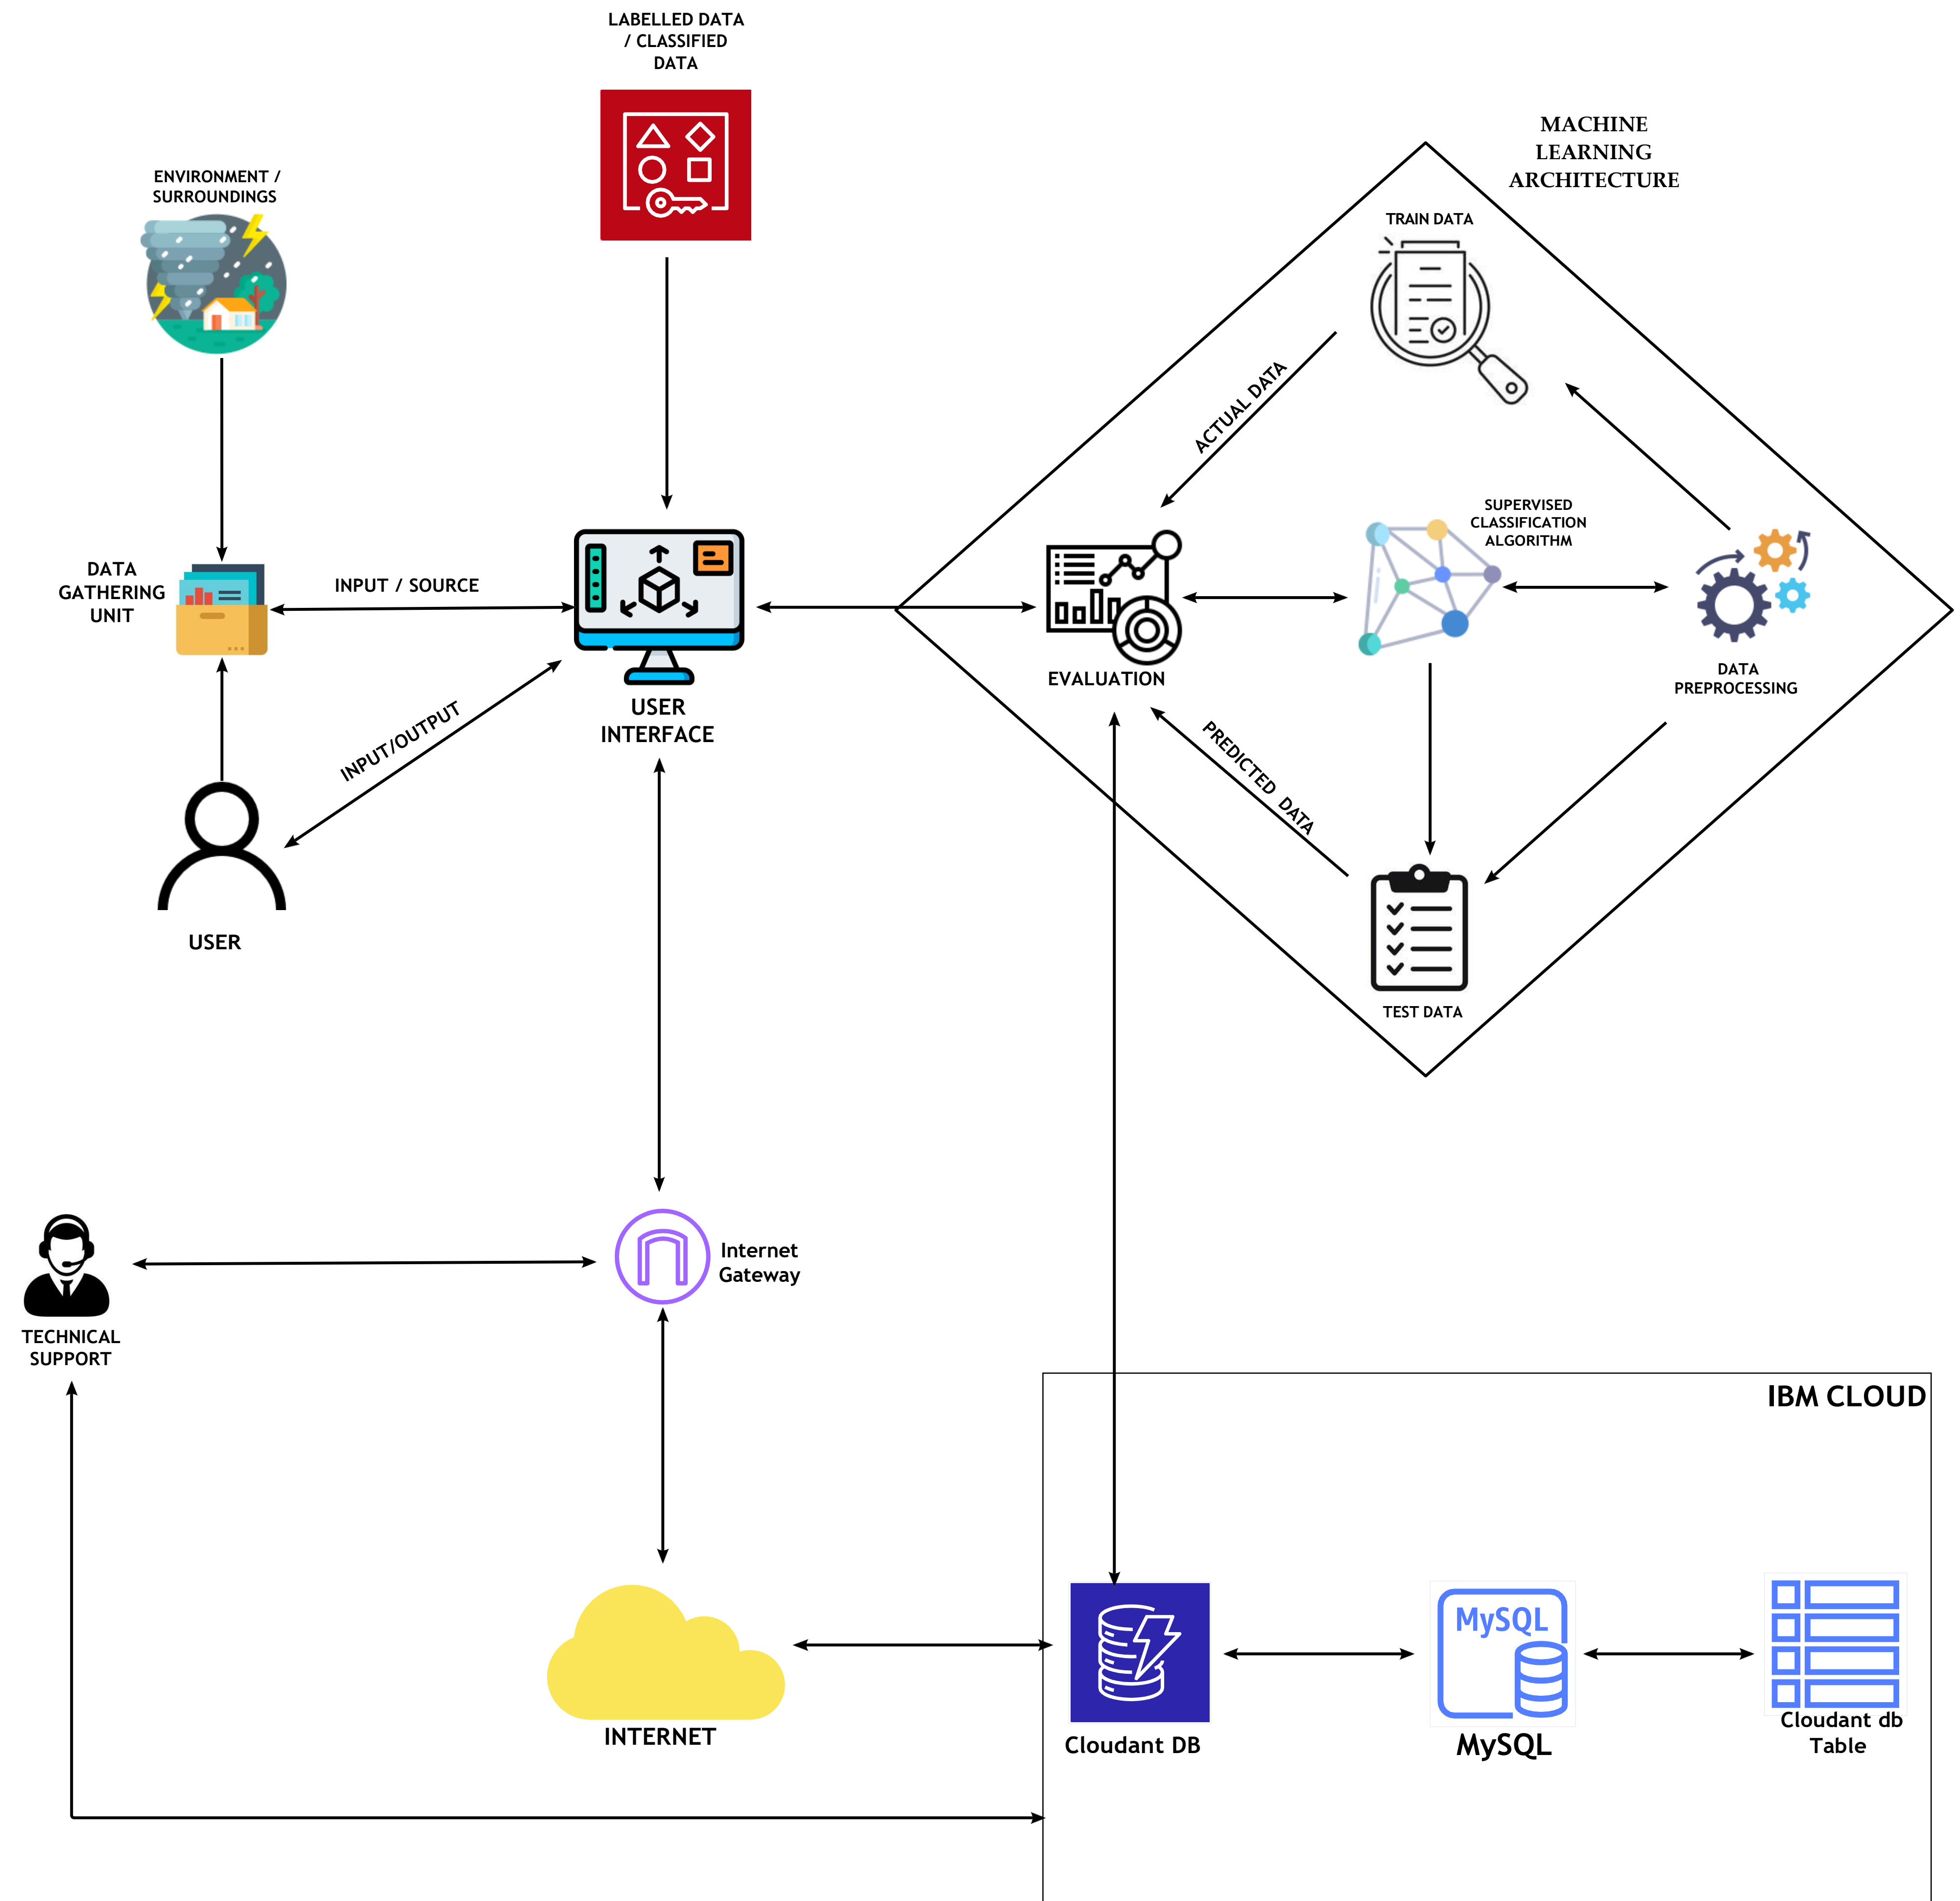 LABELLED DATA
/ CLASSIFIED
DATA
MACHINE
LEARNING
ARCHITECTURE
ENVIRONMENT /
SURROUNDINGS
TRAIN DATA
ACTUAL DATA
SUPERVISED
CLASSIFICATION
ALGORITHM
DATA
GATHERING
UNIT
INPUT / SOURCE
EVALUATION
DATA
PREPROCESSING
USER
INTERFACE
INPUT/OUTPUT
PREDICTED DATA
USER
TEST DATA
Internet
Gateway
TECHNICAL
SUPPORT
IBM CLOUD
MySQL
INTERNET
Cloudant DB
MySQL
Cloudant db
Table